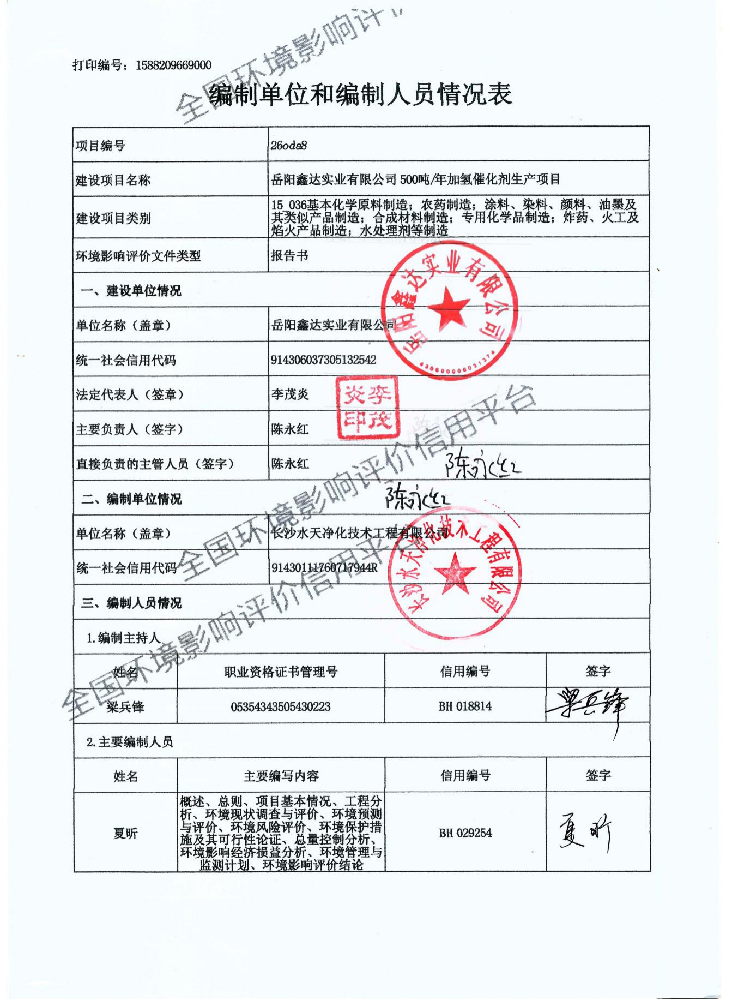 打印编号：1588209669000
编制单位和编制人员情况表
项目编号 26oda8
建设项目名称 岳阳鑫达实业有限公司500吨/年加氢催化剂生产项目
建设项目类别 15_036基本化学原料制造；农药制造；涂料、染料、颜料、油墨及
其类似产品制造；合成材料制造；专用化学品制造；炸药、火工及
焰火产品制造；水处理剂等制造
环境影响评价文件类型 报告书
一、建设单位情况
单位名称（盖章） 岳阳鑫达实业有限公司
统一社会信用代码 914306037305132542
法定代表人（签章） 李茂炎
主要负责人（签字） 陈永红
直接负责的主管人员（签字） 陈永红
陈永红
二、编制单位情况
陈永红
单位名称（盖章） 长沙水天净化技术工程有限公司
统一社会信用代码 91430111760717944R
三、编制人员情况
1.编制主持人
姓名 职业资格证书管理号 信用编号 签字
梁兵锋 05354343505430223 BH 018814 梁兵锋
2.主要编制人员
姓名 主要编写内容 信用编号 签字
夏昕 BH 029254 夏昕
概述、总则、项目基本情况、工程分
析、环境现状调查与评价、环境预测
与评价、环境风险评价、环境保护措
施及其可行性论证、总量控制分析、
环境影响经济损益分析、环境管理与
监测计划、环境影响评价结论
岳阳鑫达实业有限公司
4306000006031374
李茂炎印
长沙水天净化技术工程有限公司
全国环境影响评价
全国环境影响评价信用平台
全国环境影响评价信用平台